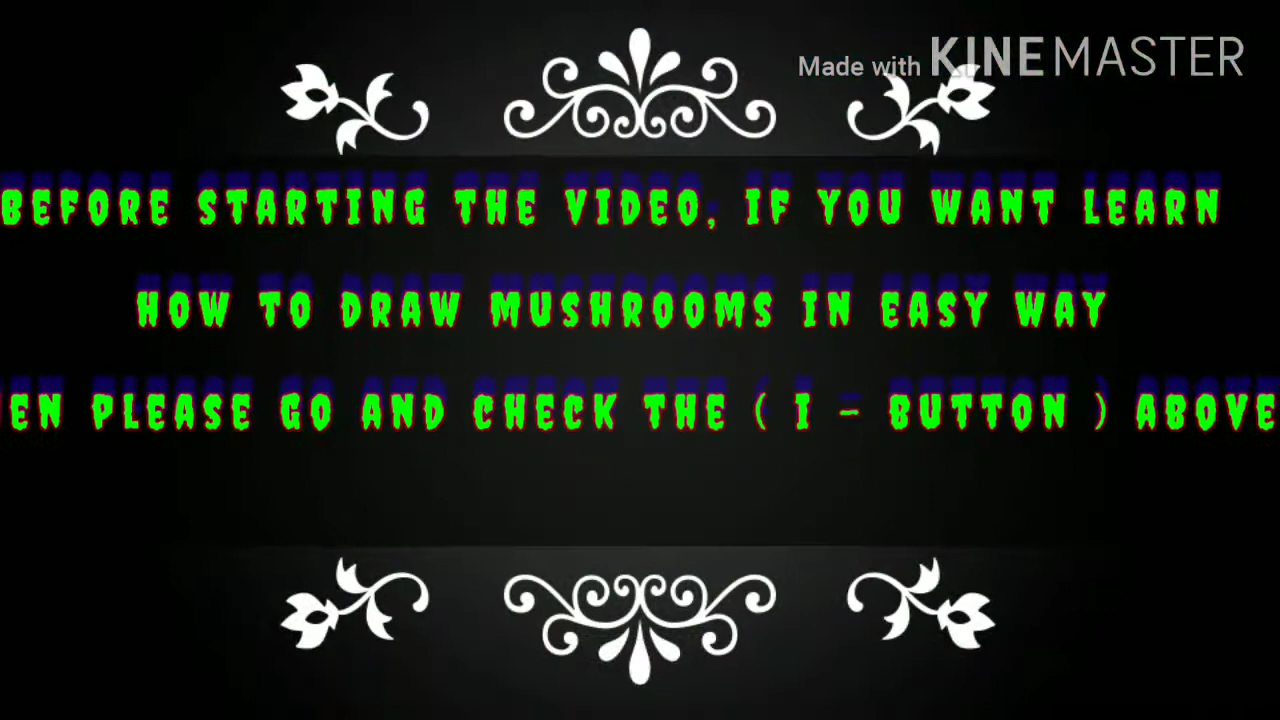 Made with KINEMASTER
BEFORE STARTING THE VIDEO, IF YOU WANT LEARN
HOW TO DRAW MUSHROOMS IN EASY WAY
PLEASE GO AND CHECK THE ( I - BUTTON ) ABOVE